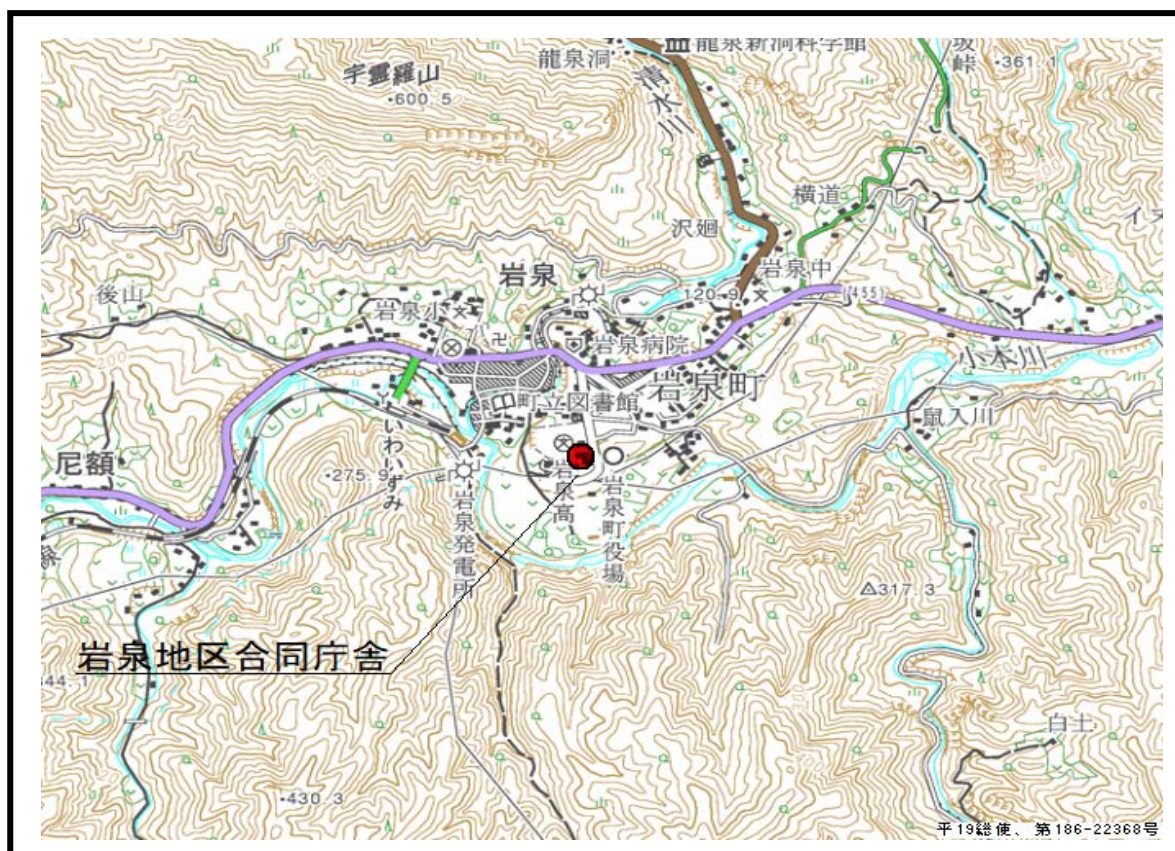 龍泉洞
龍泉新洞科学館
坂峠
・361.1
宇霊羅山
・600.5
清水川
横道
沢廻
岩泉
岩泉中
120.9
(455)
後山
岩泉小
岩泉病院
小本川
岩泉町
町立図書館
鼠入川
いわいずみ
尼額
・275.9
岩泉高
岩泉町役場
岩泉発電所
317.3
岩泉地区合同庁舎
344.1
白土
・430.3
平19総使、第186-22368号